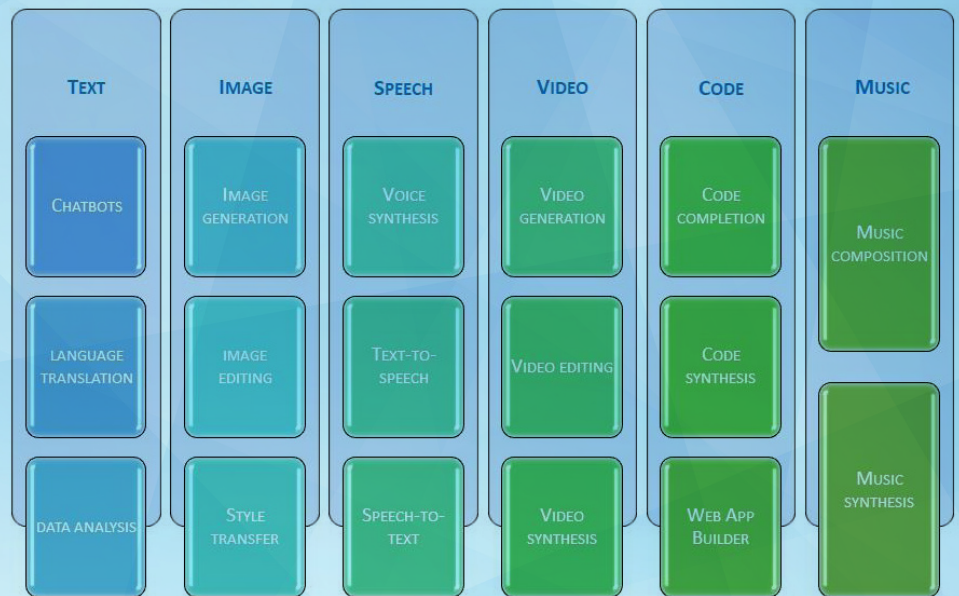 TEXT
CHATBOTS
LANGUAGE
TRANSLATION
DATA ANALYSIS
IMAGE
IMAGE
GENERATION
IMAGE
EDITING
STYLE
TRANSFER
SPEECH
VOICE
SYNTHESIS
TEXT-TO-
SPEECH
SPEECH-TO-
TEXT
VIDEO
VIDEO
GENERATION
VIDEO EDITING
VIDEO
SYNTHESIS
CODE
CODE
COMPLETION
CODE
SYNTHESIS
WEB APP
BUILDER
MUSIC
MUSIC
COMPOSITION
MUSIC
SYNTHESIS